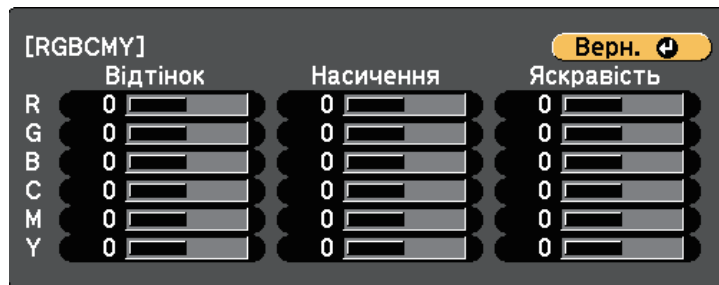 [RGBCMY]
Верн.
Відтінок Насичення Яскравість
R 0 0 0
G 0 0 0
B 0 0 0
C 0 0 0
M 0 0 0
Y 0 0 0